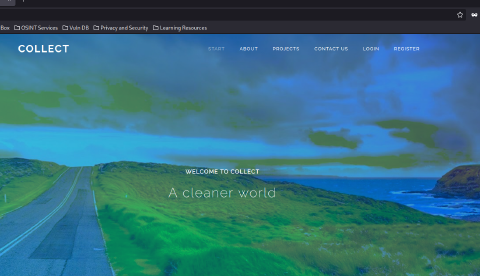 Box OSINT Services Vuln DB Privacy and Security Learning Resources
COLLECT START ABOUT PROJECTS CONTACT US LOGIN REGISTER
WELCOME TO COLLECT
A cleaner world